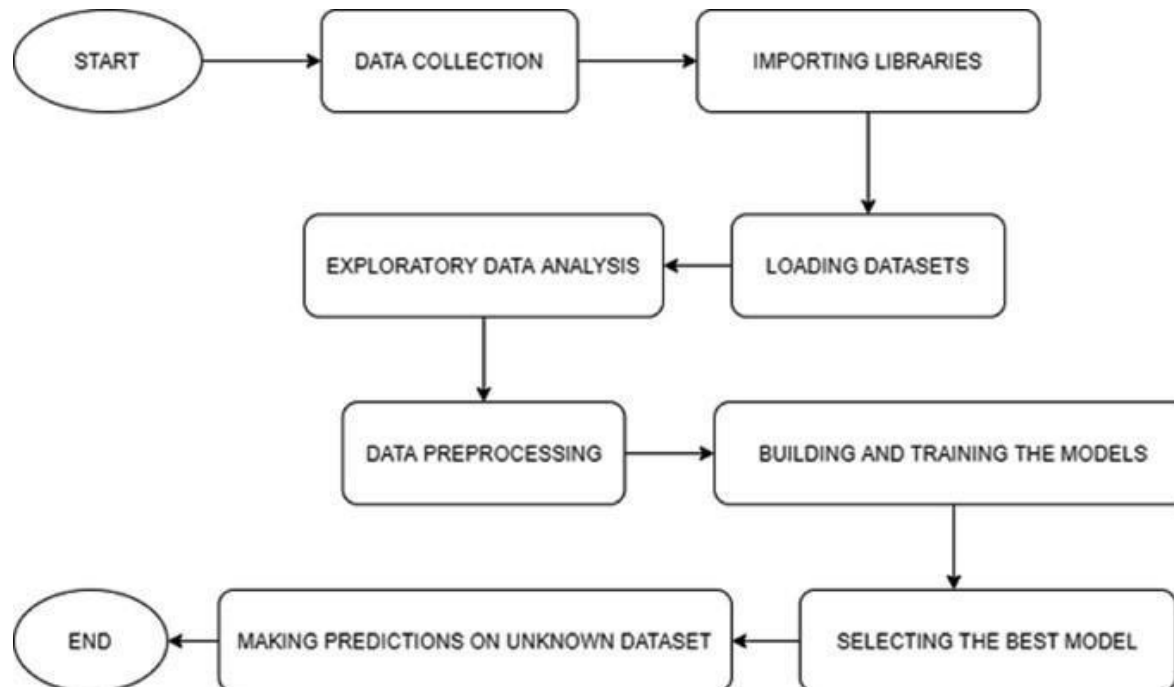 START
DATA COLLECTION
IMPORTING LIBRARIES
LOADING DATASETS
EXPLORATORY DATA ANALYSIS
DATA PREPROCESSING
BUILDING AND TRAINING THE MODELS
SELECTING THE BEST MODEL
MAKING PREDICTIONS ON UNKNOWN DATASET
END